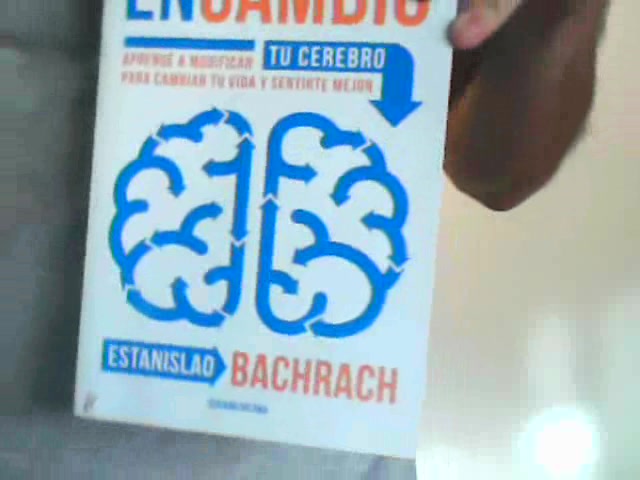 ENCAMBIO
APRENDÉ A MODIFICAR TU CEREBRO
PARA CAMBIAR TU VIDA Y SENTIRTE MEJOR
ESTANISLAO BACHRACH